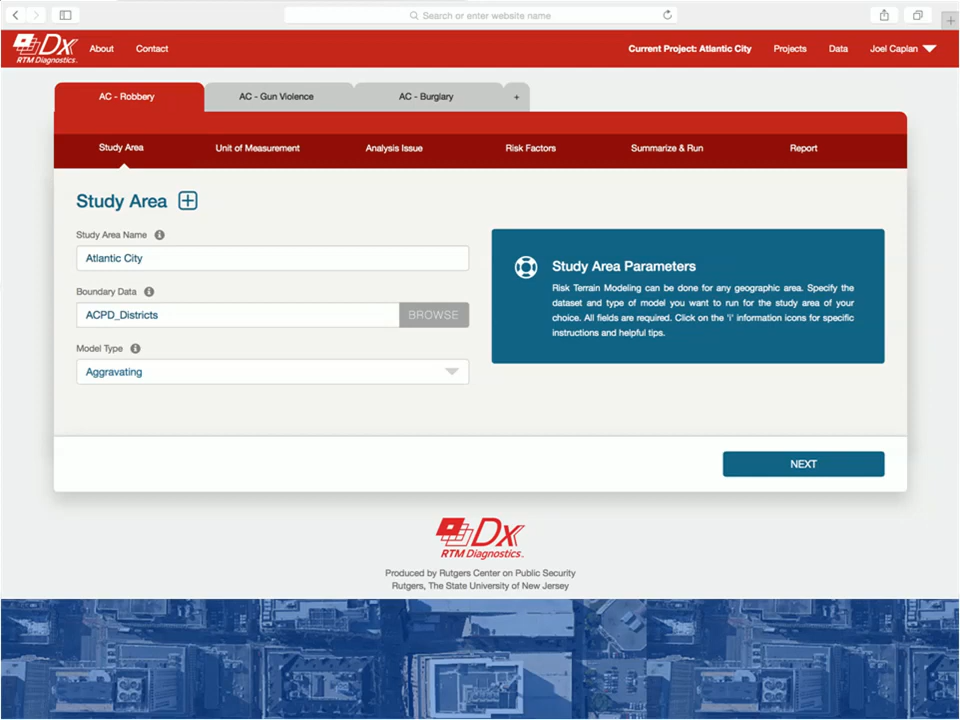 Search or enter website name
Dx
RTM Diagnostics.
About
Contact
Current Project: Atlantic City
Projects
Data
Joel Caplan
AC - Robbery
AC - Gun Violence
AC - Burglary
+
Study Area
Unit of Measurement
Analysis Issue
Risk Factors
Summarize & Run
Report
Study Area
Study Area Name
Atlantic City
Boundary Data
ACPD_Districts
BROWSE
Model Type
Aggravating
Study Area Parameters
Risk Terrain Modeling can be done for any geographic area. Specify the
dataset and type of model you want to run for the study area of your
choice. All fields are required. Click on the 'i' information icons for specific
instructions and helpful tips.
NEXT
Dx
RTM Diagnostics.
Produced by Rutgers Center on Public Security
Rutgers, The State University of New Jersey